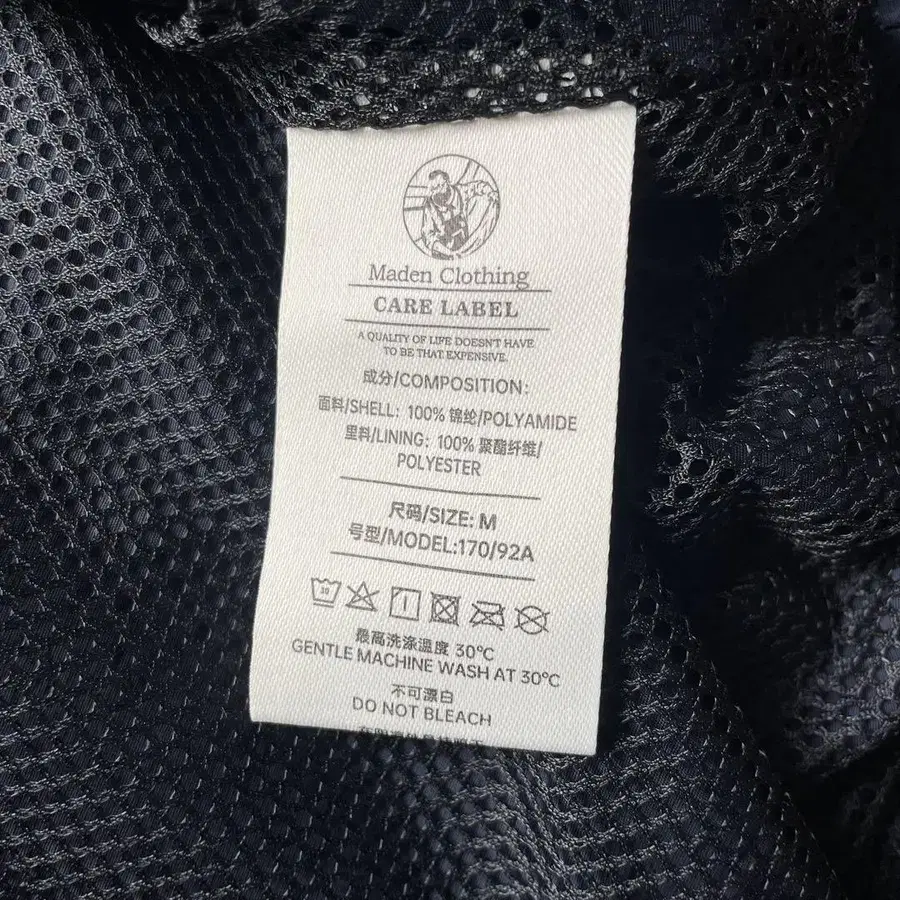 Maden Clothing
CARE LABEL
A QUALITY OF LIFE DOESN'T HAVE
TO BE THAT EXPENSIVE.
成分/COMPOSITION:
面料/SHELL: 100% 锦纶/POLYAMIDE
里料/LINING: 100% 聚酯纤维/
POLYESTER
尺码/SIZE: M
号型/MODEL:170/92A
30
最高洗涤温度 30℃
GENTLE MACHINE WASH AT 30℃
不可漂白
DO NOT BLEACH